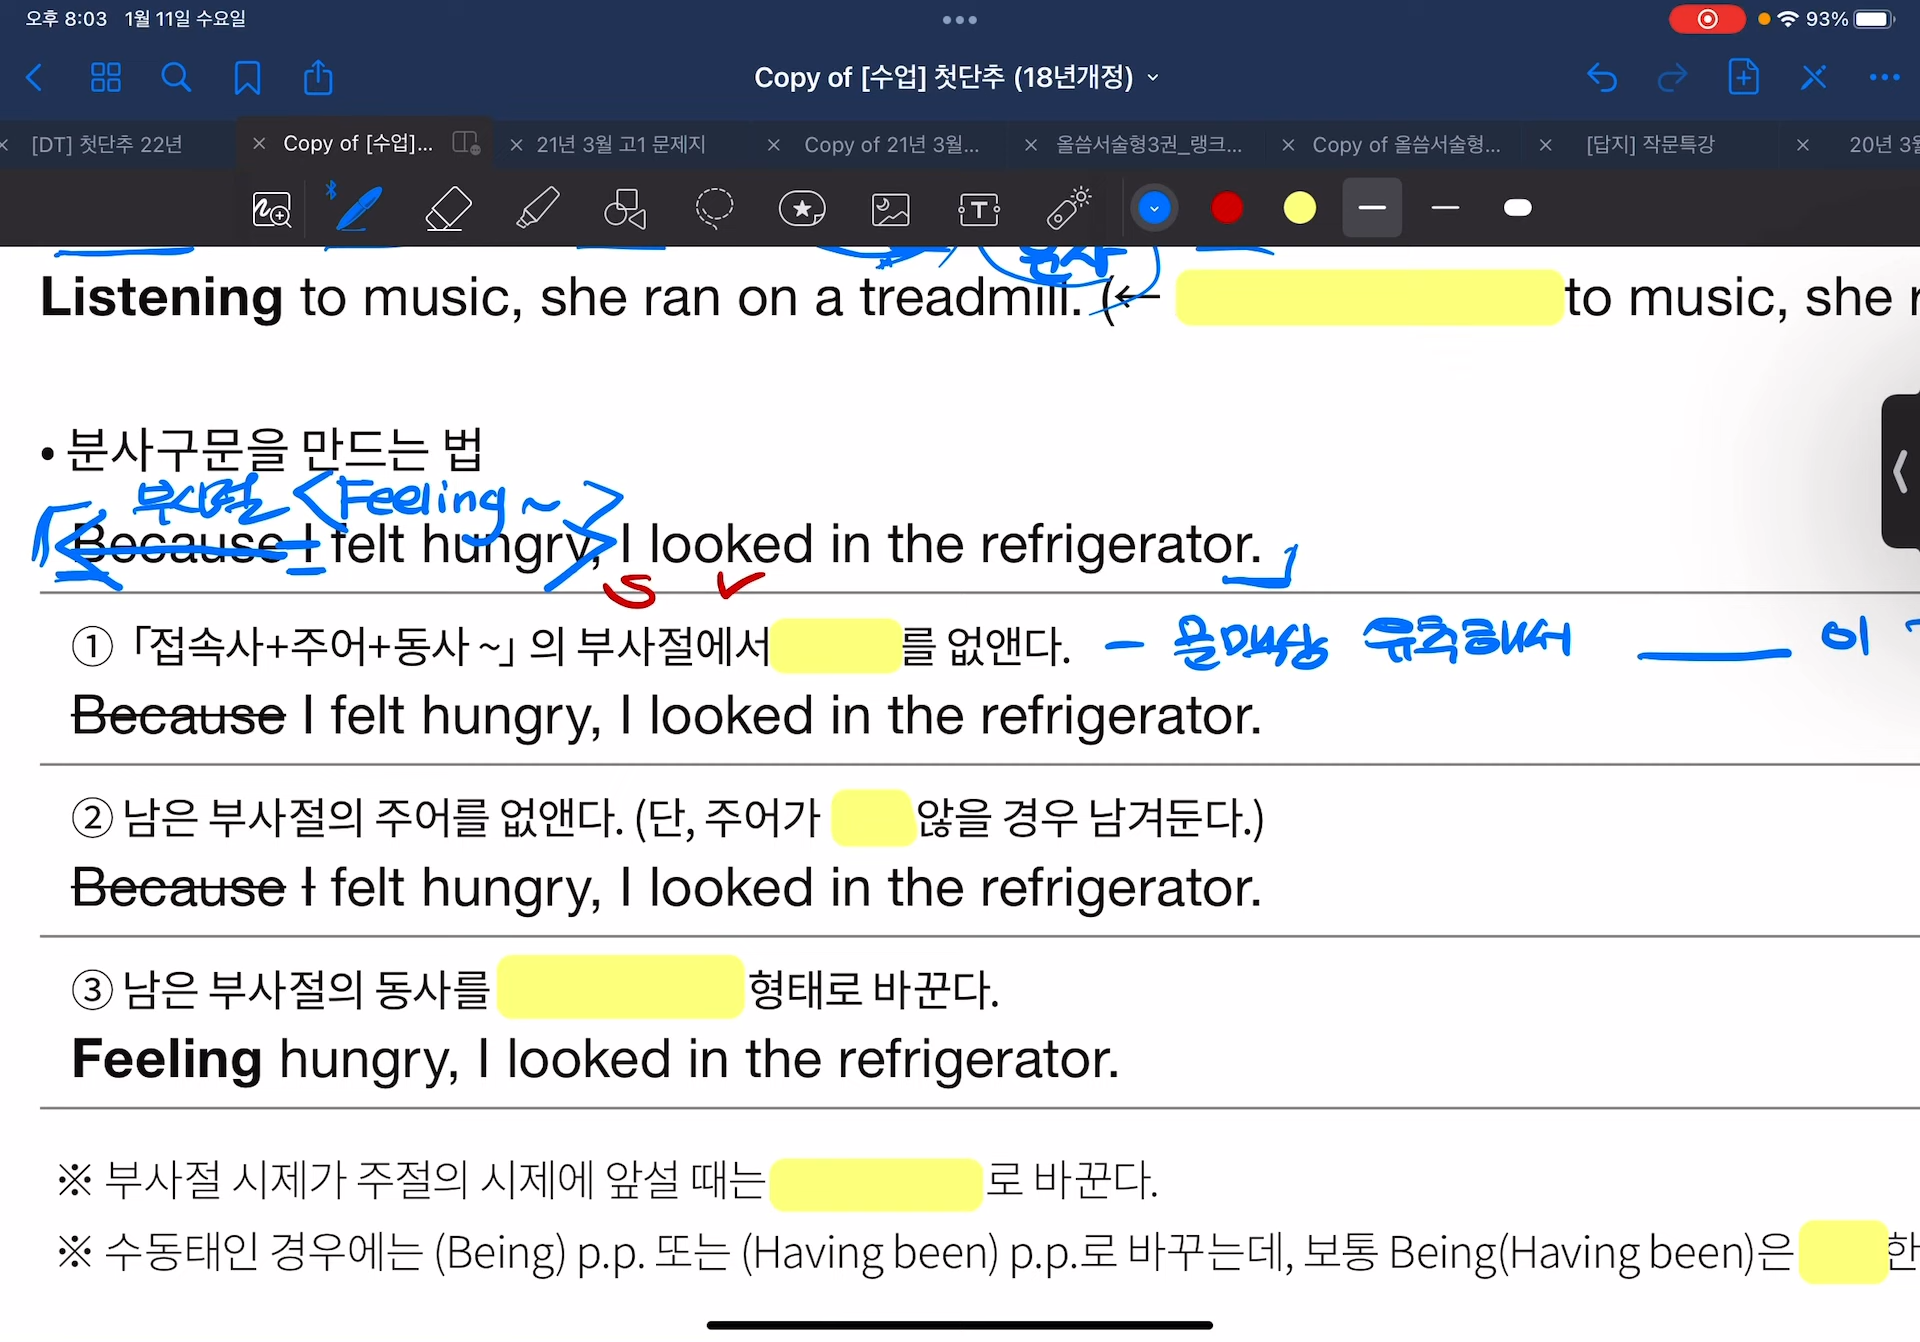 오후 8:03 1월 11일 수요일
93%
Copy of [수업] 첫단추 (18년개정)
[DT] 첫단추 22년
Copy of [수업]...
21년 3월 고1 문제지
Copy of 21년 3월...
올씀서술형3권_랭크...
Copy of 올씀서술형...
[답지] 작문특강
20년 3월
Listening to music, she ran on a treadmill. (← to music, she r
• 분사구문을 만드는 법
부사절 <Feeling ~>
Because I felt hungry, I looked in the refrigerator.
S V
① 「접속사+주어+동사 ~」의 부사절에서 를 없앤다. - 문맥상 유추해서 이
Because I felt hungry, I looked in the refrigerator.
② 남은 부사절의 주어를 없앤다. (단, 주어가 않을 경우 남겨둔다.)
Because I felt hungry, I looked in the refrigerator.
③ 남은 부사절의 동사를 형태로 바꾼다.
Feeling hungry, I looked in the refrigerator.
※ 부사절 시제가 주절의 시제에 앞설 때는 로 바꾼다.
※ 수동태인 경우에는 (Being) p.p. 또는 (Having been) p.p.로 바꾸는데, 보통 Being(Having been)은 한